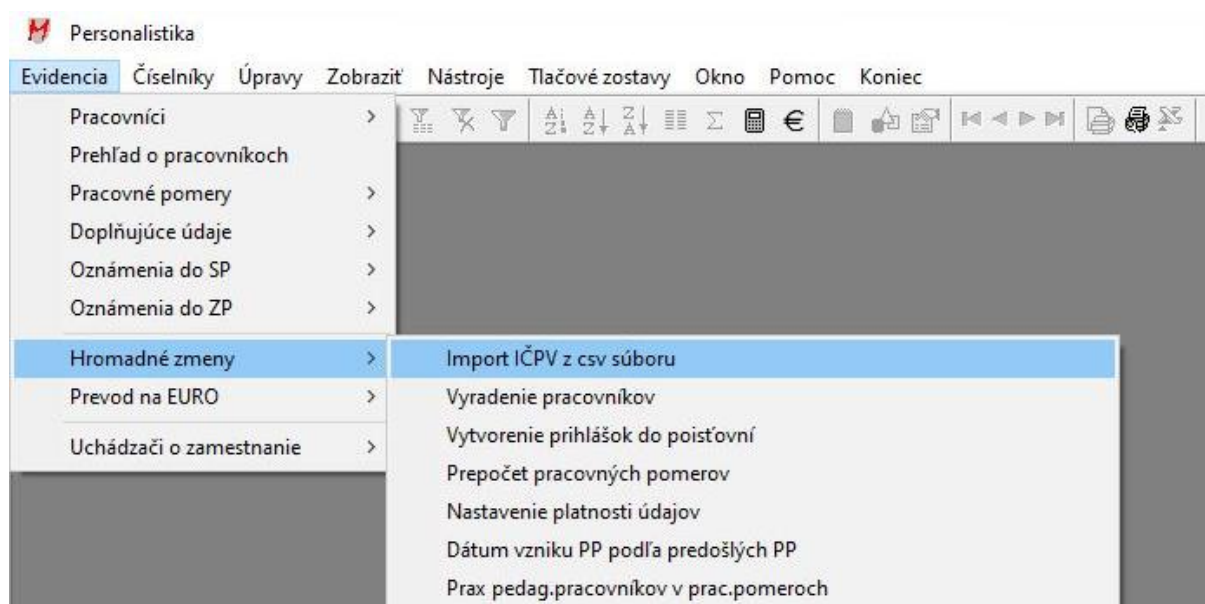 Personalistika
Evidencia Číselníky Úpravy Zobraziť Nástroje Tlačové zostavy Okno Pomoc Koniec
Pracovníci
Prehľad o pracovníkoch
Pracovné pomery
Doplňujúce údaje
Oznámenia do SP
Oznámenia do ZP
Hromadné zmeny
Prevod na EURO
Uchádzači o zamestnanie
Import IČPV z csv súboru
Vyradenie pracovníkov
Vytvorenie prihlášok do poisťovní
Prepočet pracovných pomerov
Nastavenie platnosti údajov
Dátum vzniku PP podľa predošlých PP
Prax pedag.pracovníkov v prac.pomeroch